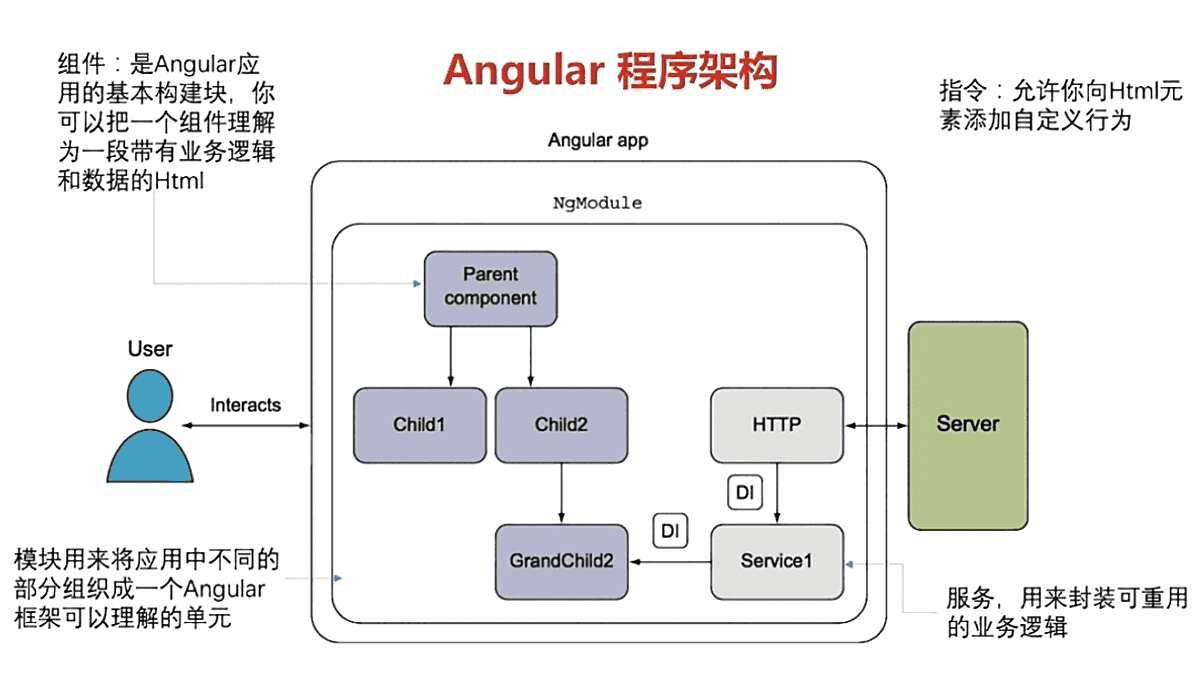 Angular 程序架构
组件：是Angular应
用的基本构建块，你
可以把一个组件理解
为一段带有业务逻辑
和数据的Html
指令：允许你向Html元
素添加自定义行为
Angular app
NgModule
Parent
component
User
Interacts
Child1
Child2
HTTP
Server
DI
DI
GrandChild2
Service1
模块用来将应用中不同的
部分组织成一个Angular
框架可以理解的单元
服务，用来封装可重用
的业务逻辑